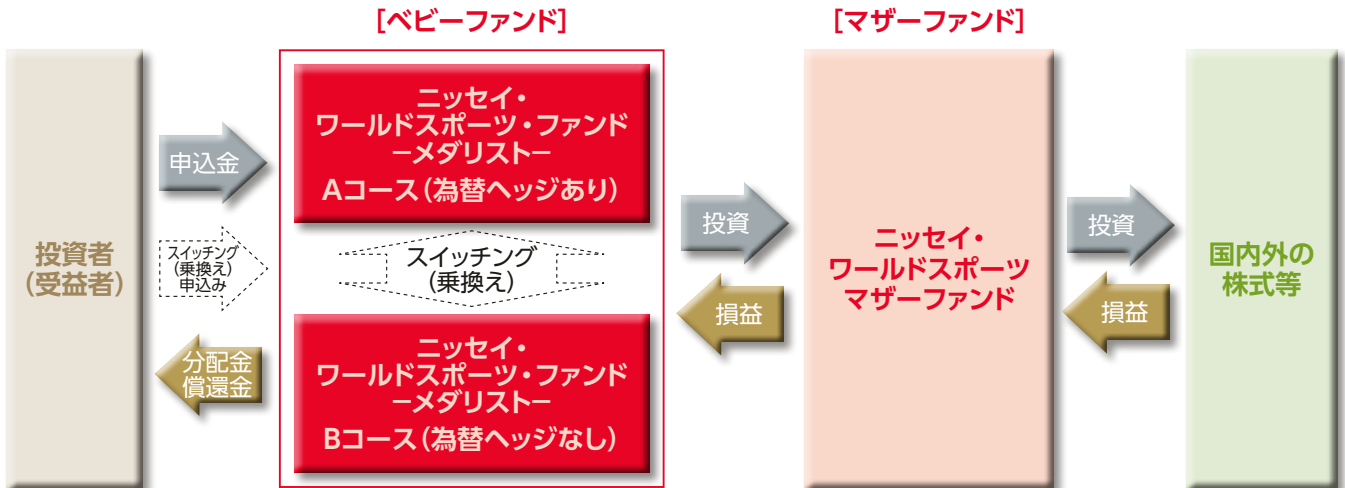 [ベビーファンド]
[マザーファンド]
投資者
(受益者)
申込金
スイッチング
(乗換え)
申込み
分配金
償還金
ニッセイ・
ワールドスポーツ・ファンド
－メダリスト－
Aコース(為替ヘッジあり)
スイッチング
(乗換え)
ニッセイ・
ワールドスポーツ・ファンド
－メダリスト－
Bコース(為替ヘッジなし)
投資
損益
ニッセイ・
ワールドスポーツ
マザーファンド
投資
損益
国内外の
株式等